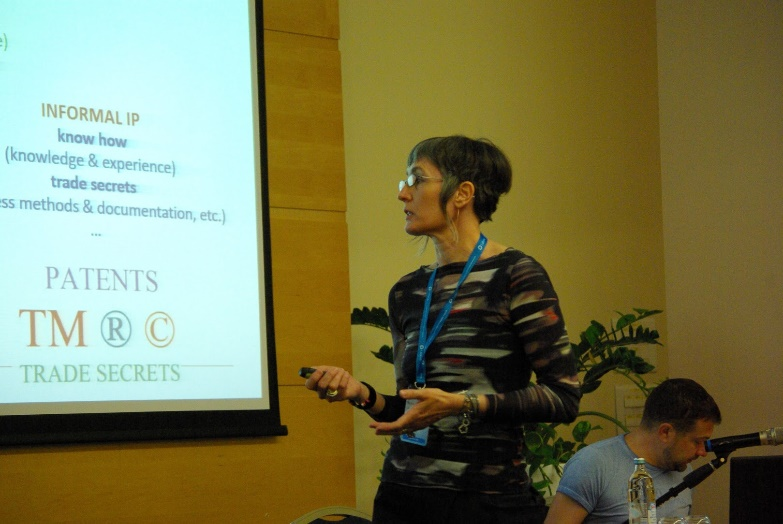 e)
INFORMAL IP
know how
(knowledge & experience)
trade secrets
ess methods & documentation, etc.)
...
PATENTS
TM ® ©
TRADE SECRETS